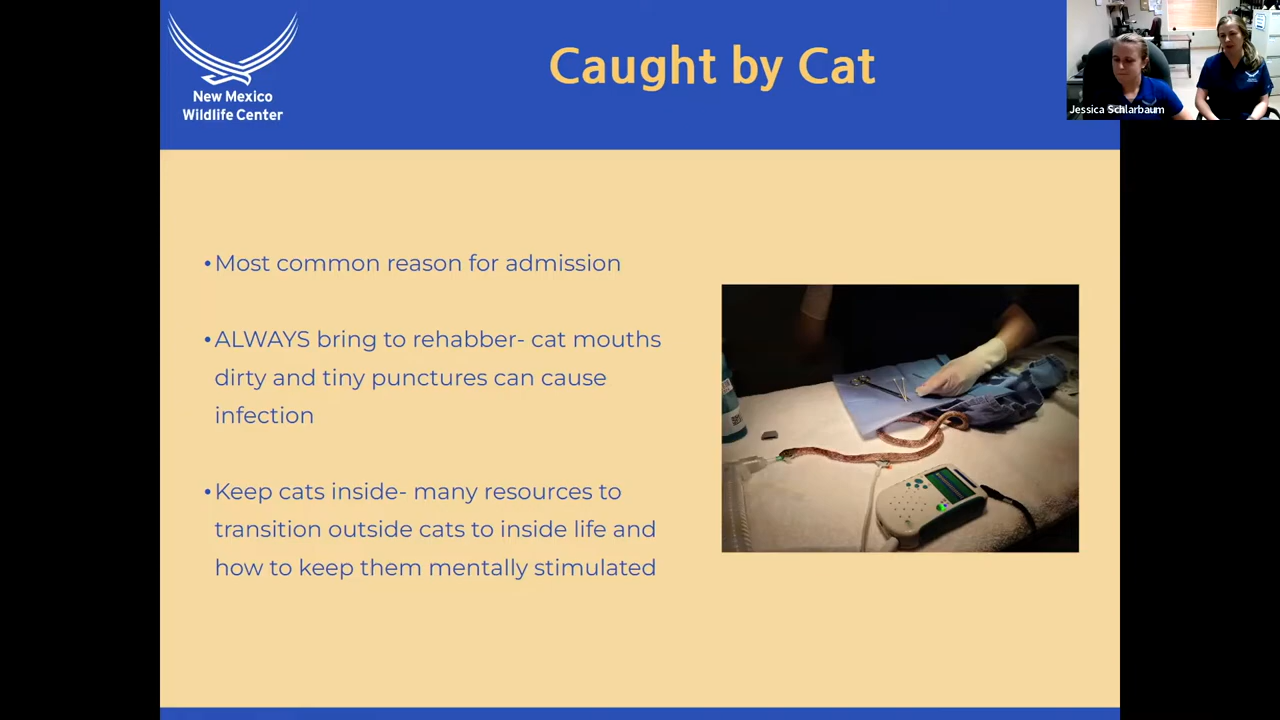 New Mexico
Wildlife Center
Caught by Cat
Jessica Schlarbaum
•Most common reason for admission
•ALWAYS bring to rehabber- cat mouths
dirty and tiny punctures can cause
infection
•Keep cats inside- many resources to
transition outside cats to inside life and
how to keep them mentally stimulated